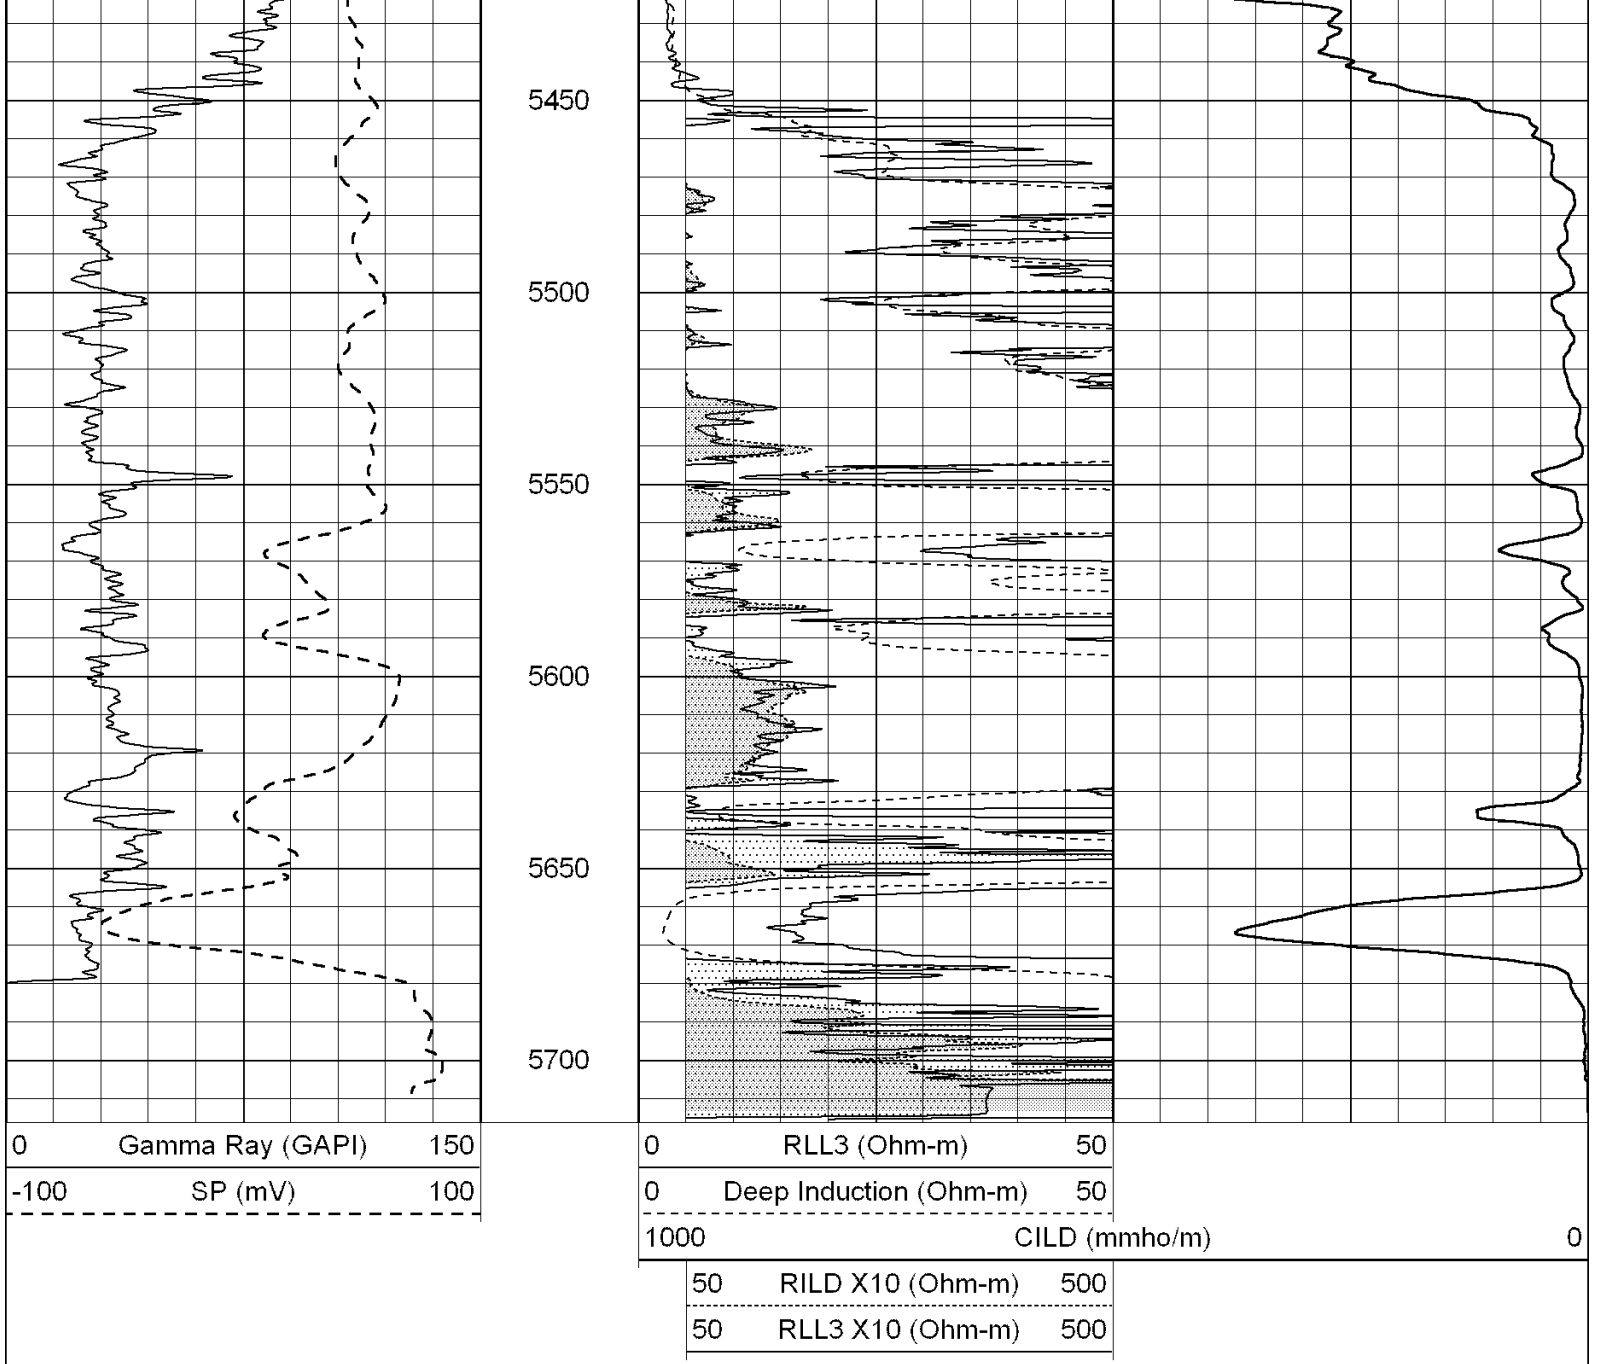 5450
5500
5550
5600
5650
5700
0 Gamma Ray (GAPI) 150
0 RLL3 (Ohm-m) 50
-100 SP (mV) 100
0 Deep Induction (Ohm-m) 50
1000 CILD (mmho/m) 0
50 RILD X10 (Ohm-m) 500
50 RLL3 X10 (Ohm-m) 500